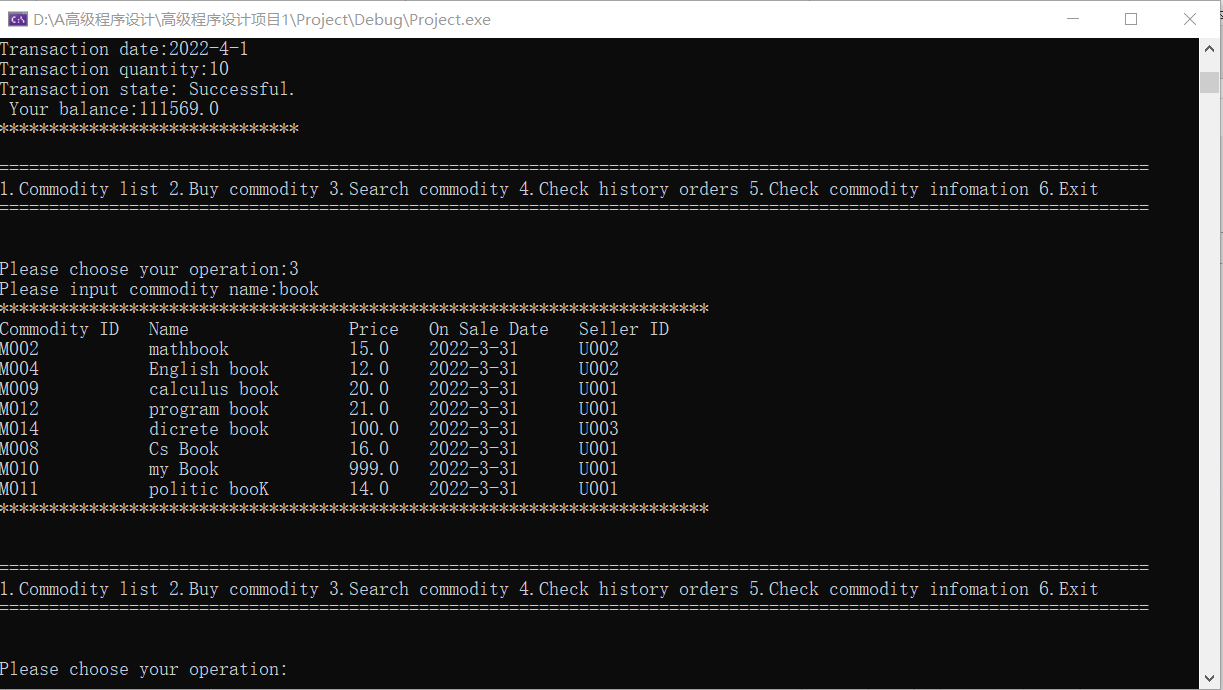 D:\A高级程序设计\高级程序设计项目1\Project\Debug\Project.exe
Transaction date:2022-4-1
Transaction quantity:10
Transaction state: Successful.
Your balance:111569.0
******************************
===================================================================================================================
1.Commodity list 2.Buy commodity 3.Search commodity 4.Check history orders 5.Check commodity infomation 6.Exit
===================================================================================================================
Please choose your operation:3
Please input commodity name:book
***********************************************************************
Commodity ID   Name                Price   On Sale Date   Seller ID
M002           mathbook            15.0    2022-3-31      U002
M004           English book        12.0    2022-3-31      U002
M009           calculus book       20.0    2022-3-31      U001
M012           program book        21.0    2022-3-31      U001
M014           dicrete book        100.0   2022-3-31      U003
M008           Cs Book             16.0    2022-3-31      U001
M010           my Book             999.0   2022-3-31      U001
M011           politic booK        14.0    2022-3-31      U001
***********************************************************************
===================================================================================================================
1.Commodity list 2.Buy commodity 3.Search commodity 4.Check history orders 5.Check commodity infomation 6.Exit
===================================================================================================================
Please choose your operation: